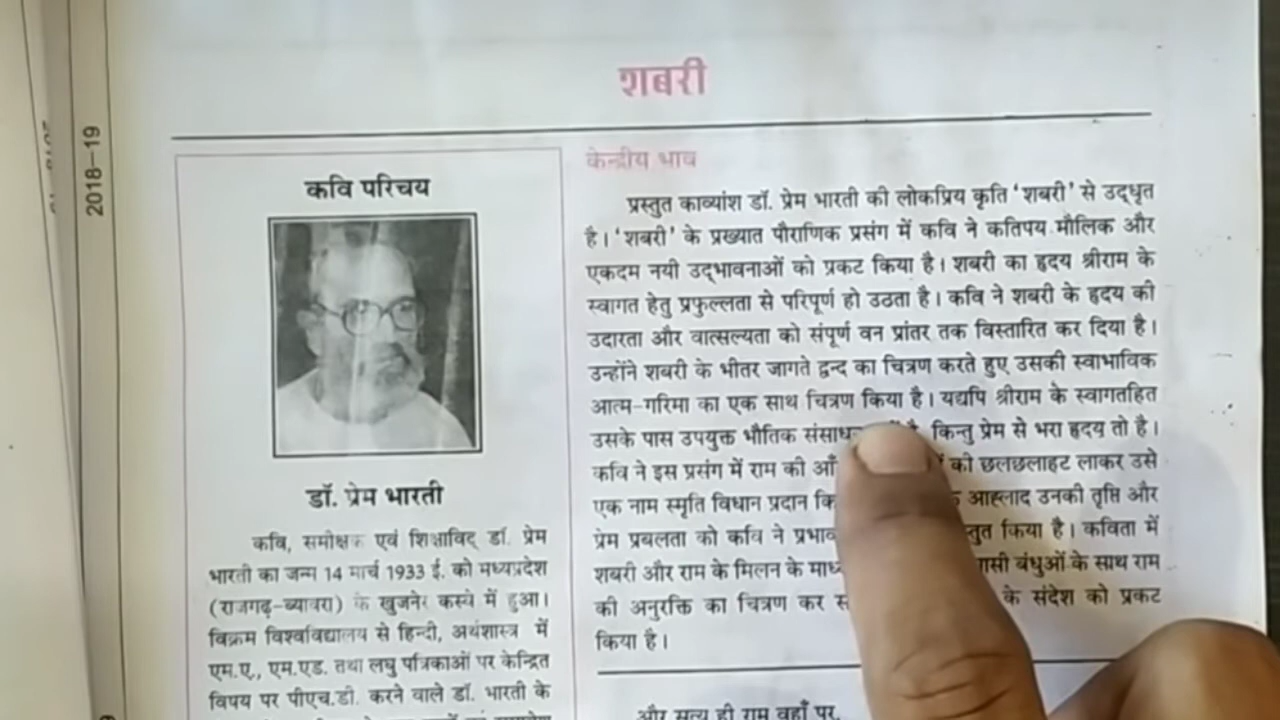 शबरी
2018-19
कवि परिचय
डॉ. प्रेम भारती
कवि, समीक्षक एवं शिक्षाविद् डॉ. प्रेम
भारती का जन्म 14 मार्च 1933 ई. को मध्यप्रदेश
(राजगढ़-ब्यावरा) के खुजनेर कस्बे में हुआ।
विक्रम विश्वविद्यालय से हिन्दी, अर्थशास्त्र में
एम.ए., एम.एड. तथा लघु पत्रिकाओं पर केन्द्रित
विषय पर पीएच.डी. करने वाले डॉ. भारती के
केन्द्रीय भाव
प्रस्तुत काव्यांश डॉ. प्रेम भारती की लोकप्रिय कृति 'शबरी' से उद्धृत
है। 'शबरी' के प्रख्यात पौराणिक प्रसंग में कवि ने कतिपय मौलिक और
एकदम नयी उद्भावनाओं को प्रकट किया है। शबरी का हृदय श्रीराम के
स्वागत हेतु प्रफुल्लता से परिपूर्ण हो उठता है। कवि ने शबरी के हृदय की
उदारता और वात्सल्यता को संपूर्ण वन प्रांतर तक विस्तारित कर दिया है।
उन्होंने शबरी के भीतर जागते द्वन्द का चित्रण करते हुए उसकी स्वाभाविक
आत्म-गरिमा का एक साथ चित्रण किया है। यद्यपि श्रीराम के स्वागतहित
उसके पास उपयुक्त भौतिक किन्तु प्रेम से भरा हृदय तो है।
कवि ने इस प्रसंग में राम की की छलछलाहट लाकर उसे
एक नाम स्मृति विधान प्रदान आह्लाद उनकी तृप्ति और
प्रेम प्रबलता को कवि ने किया है। कविता में
शबरी और राम के मिलन के बंधुओं के साथ राम
की अनुरक्ति का चित्रण कर के संदेश को प्रकट
किया है।
और सत्य ही राम वहाँ पर,